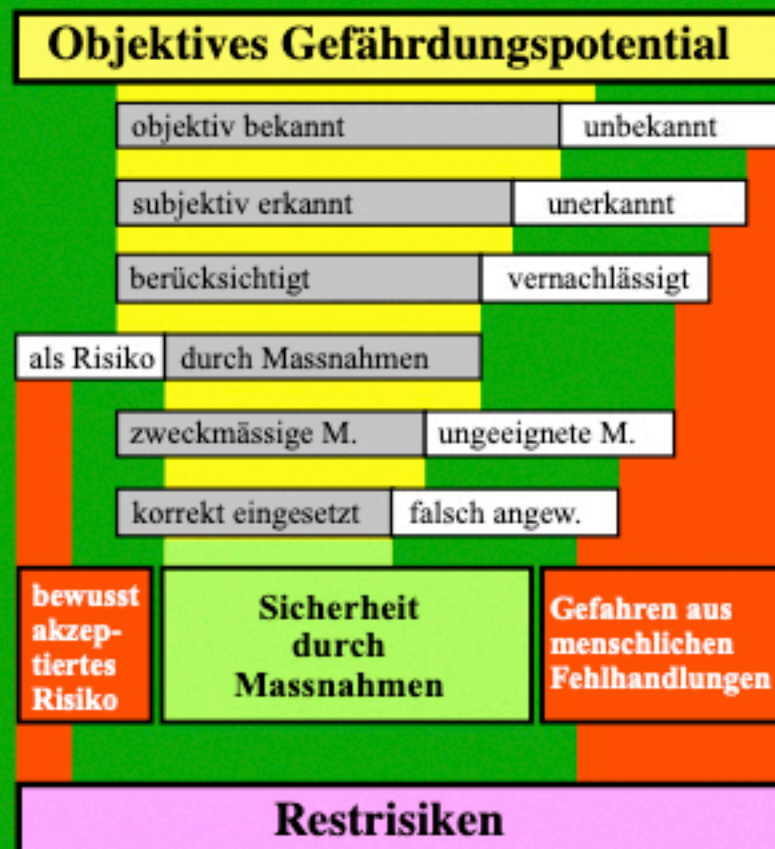 Objektives Gefährdungspotential
objektiv bekannt unbekannt
subjektiv erkannt unerkannt
berücksichtigt vernachlässigt
als Risiko durch Massnahmen
zweckmässige M. ungeeignete M.
korrekt eingesetzt falsch angew.
bewusst
akzep-
tiertes
Risiko
Sicherheit
durch
Massnahmen
Gefahren aus
menschlichen
Fehlhandlungen
Restrisiken